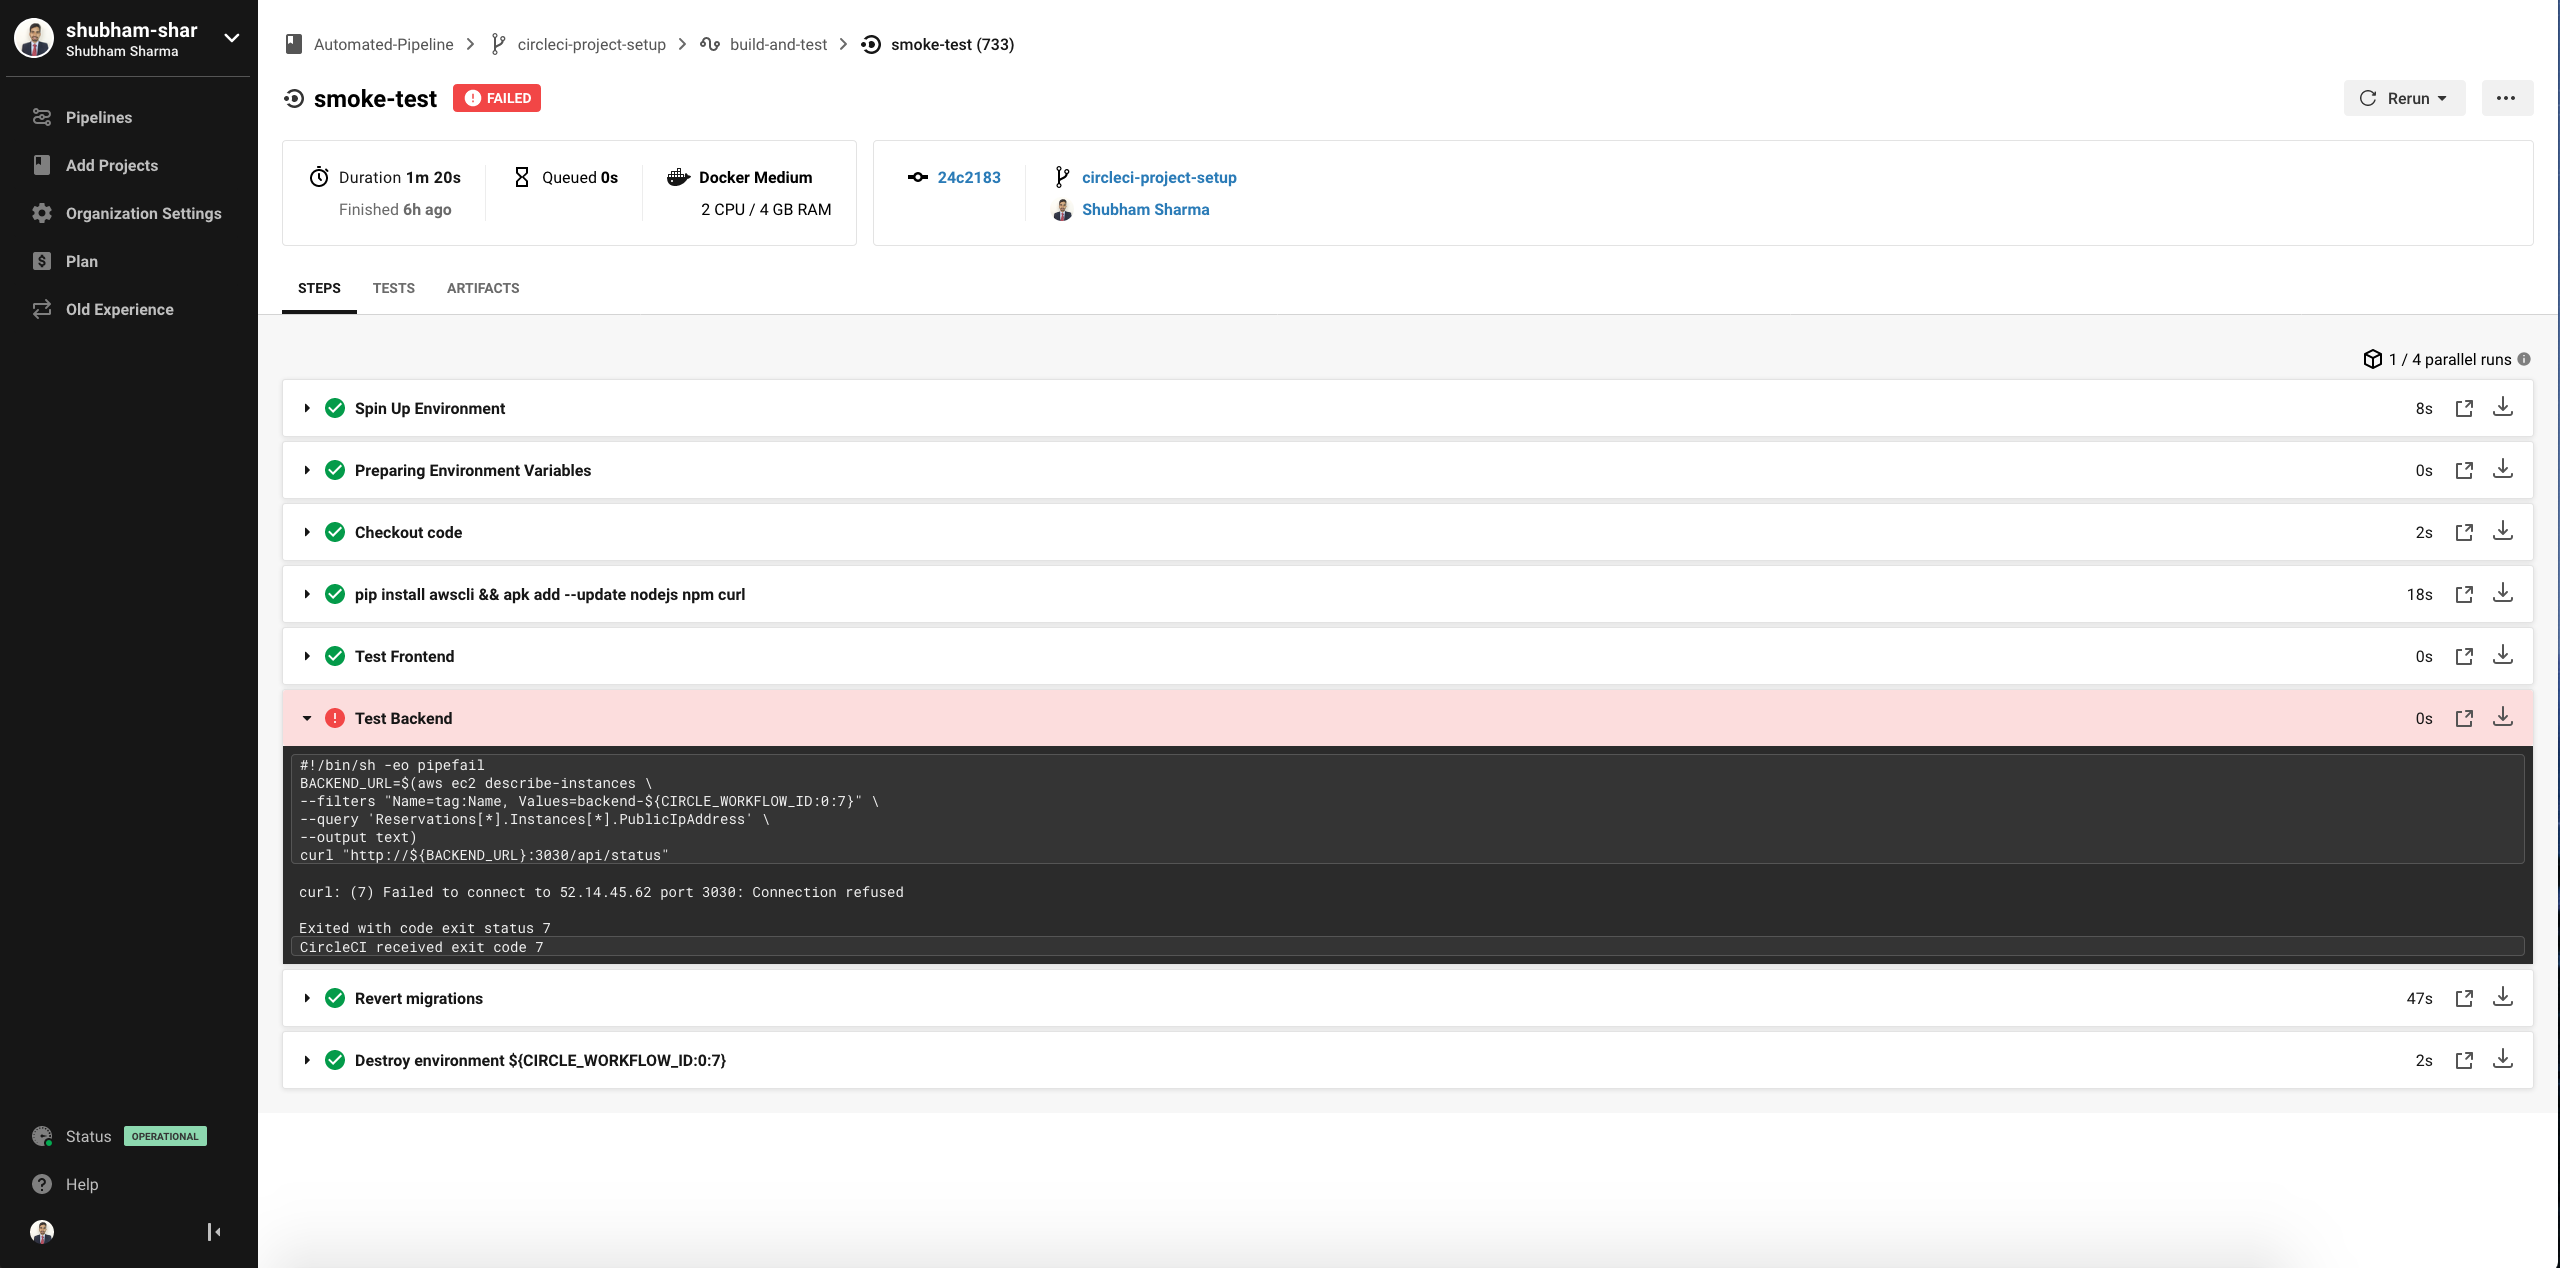 shubham-shar
Shubham Sharma
Pipelines
Add Projects
Organization Settings
Plan
Old Experience
Status OPERATIONAL
Help
Automated-Pipeline circleci-project-setup build-and-test smoke-test (733)
smoke-test FAILED
Rerun
Duration 1m 20s
Finished 6h ago
Queued 0s
Docker Medium
2 CPU / 4 GB RAM
24c2183
circleci-project-setup
Shubham Sharma
STEPS TESTS ARTIFACTS
1 / 4 parallel runs
Spin Up Environment 8s
Preparing Environment Variables 0s
Checkout code 2s
pip install awscli && apk add --update nodejs npm curl 18s
Test Frontend 0s
Test Backend 0s
#!/bin/sh -eo pipefail
BACKEND_URL=$(aws ec2 describe-instances \
--filters "Name=tag:Name, Values=backend-${CIRCLE_WORKFLOW_ID:0:7}" \
--query 'Reservations[*].Instances[*].PublicIpAddress' \
--output text)
curl "http://${BACKEND_URL}:3030/api/status"
curl: (7) Failed to connect to 52.14.45.62 port 3030: Connection refused
Exited with code exit status 7
CircleCI received exit code 7
Revert migrations 47s
Destroy environment ${CIRCLE_WORKFLOW_ID:0:7} 2s